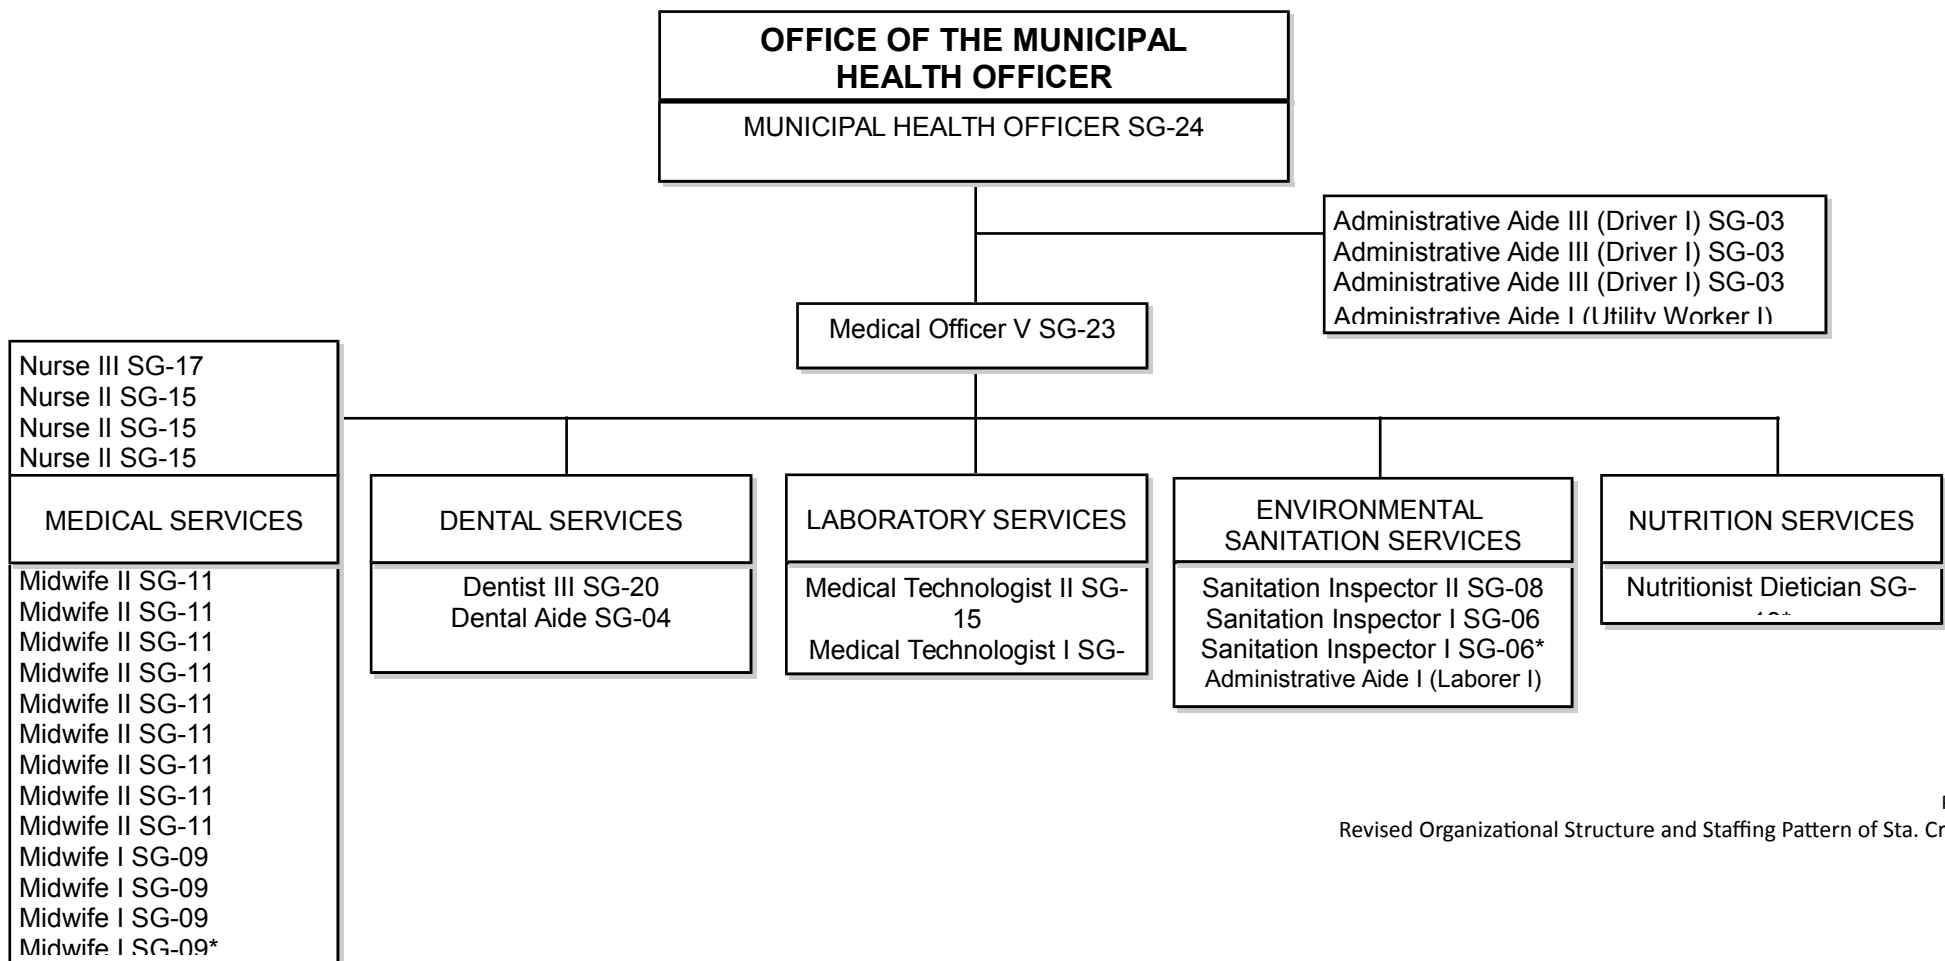 OFFICE OF THE MUNICIPAL
HEALTH OFFICER
MUNICIPAL HEALTH OFFICER SG-24
Administrative Aide III (Driver I) SG-03
Administrative Aide III (Driver I) SG-03
Administrative Aide III (Driver I) SG-03
Administrative Aide I (Utility Worker I)
Medical Officer V SG-23
Nurse III SG-17
Nurse II SG-15
Nurse II SG-15
Nurse II SG-15
MEDICAL SERVICES
Midwife II SG-11
Midwife II SG-11
Midwife II SG-11
Midwife II SG-11
Midwife II SG-11
Midwife II SG-11
Midwife II SG-11
Midwife II SG-11
Midwife II SG-11
Midwife I SG-09
Midwife I SG-09
Midwife I SG-09
Midwife I SG-09*
DENTAL SERVICES
Dentist III SG-20
Dental Aide SG-04
LABORATORY SERVICES
Medical Technologist II SG-
15
Medical Technologist I SG-
ENVIRONMENTAL
SANITATION SERVICES
Sanitation Inspector II SG-08
Sanitation Inspector I SG-06
Sanitation Inspector I SG-06*
Administrative Aide I (Laborer I)
NUTRITION SERVICES
Nutritionist Dietician SG-
Revised Organizational Structure and Staffing Pattern of Sta. Cr